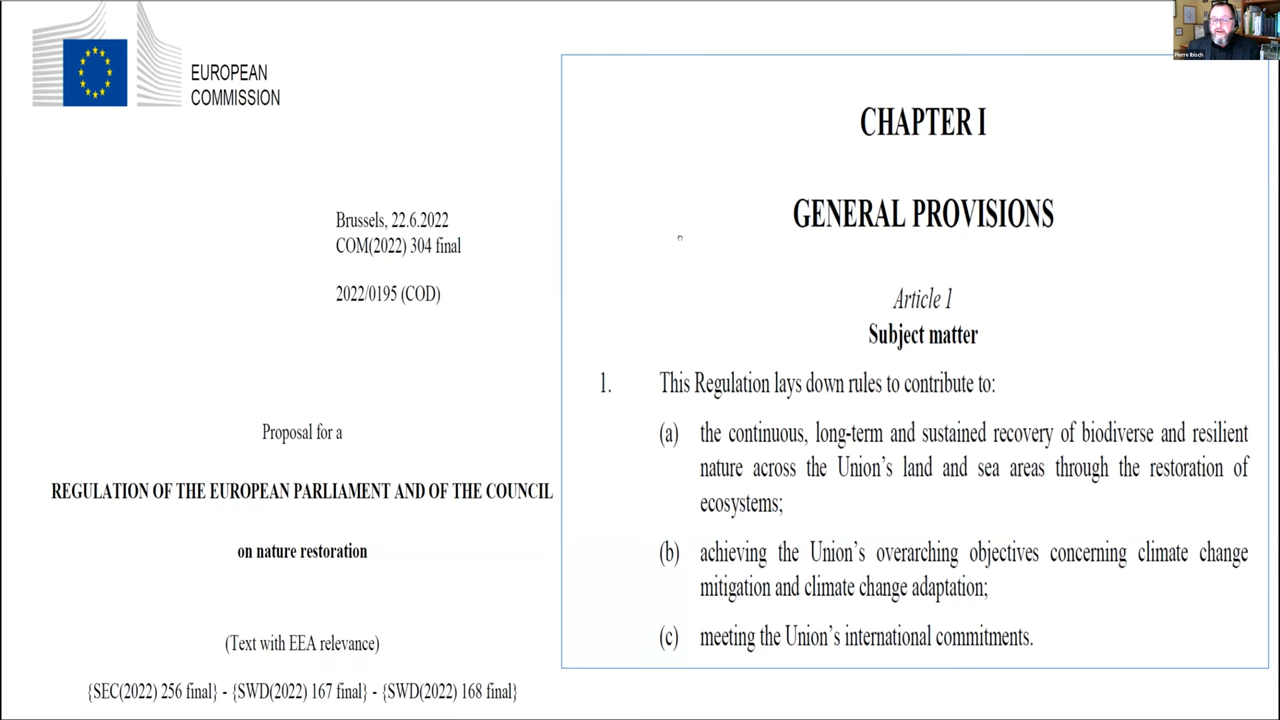 EUROPEAN
COMMISSION
Brussels, 22.6.2022
COM(2022) 304 final
2022/0195 (COD)
Proposal for a
REGULATION OF THE EUROPEAN PARLIAMENT AND OF THE COUNCIL
on nature restoration
(Text with EEA relevance)
{SEC(2022) 256 final} - {SWD(2022) 167 final} - {SWD(2022) 168 final}
CHAPTER I
GENERAL PROVISIONS
Article 1
Subject matter
1. This Regulation lays down rules to contribute to:
(a) the continuous, long-term and sustained recovery of biodiverse and resilient
nature across the Union’s land and sea areas through the restoration of
ecosystems;
(b) achieving the Union’s overarching objectives concerning climate change
mitigation and climate change adaptation;
(c) meeting the Union’s international commitments.
Pierre Ibisch